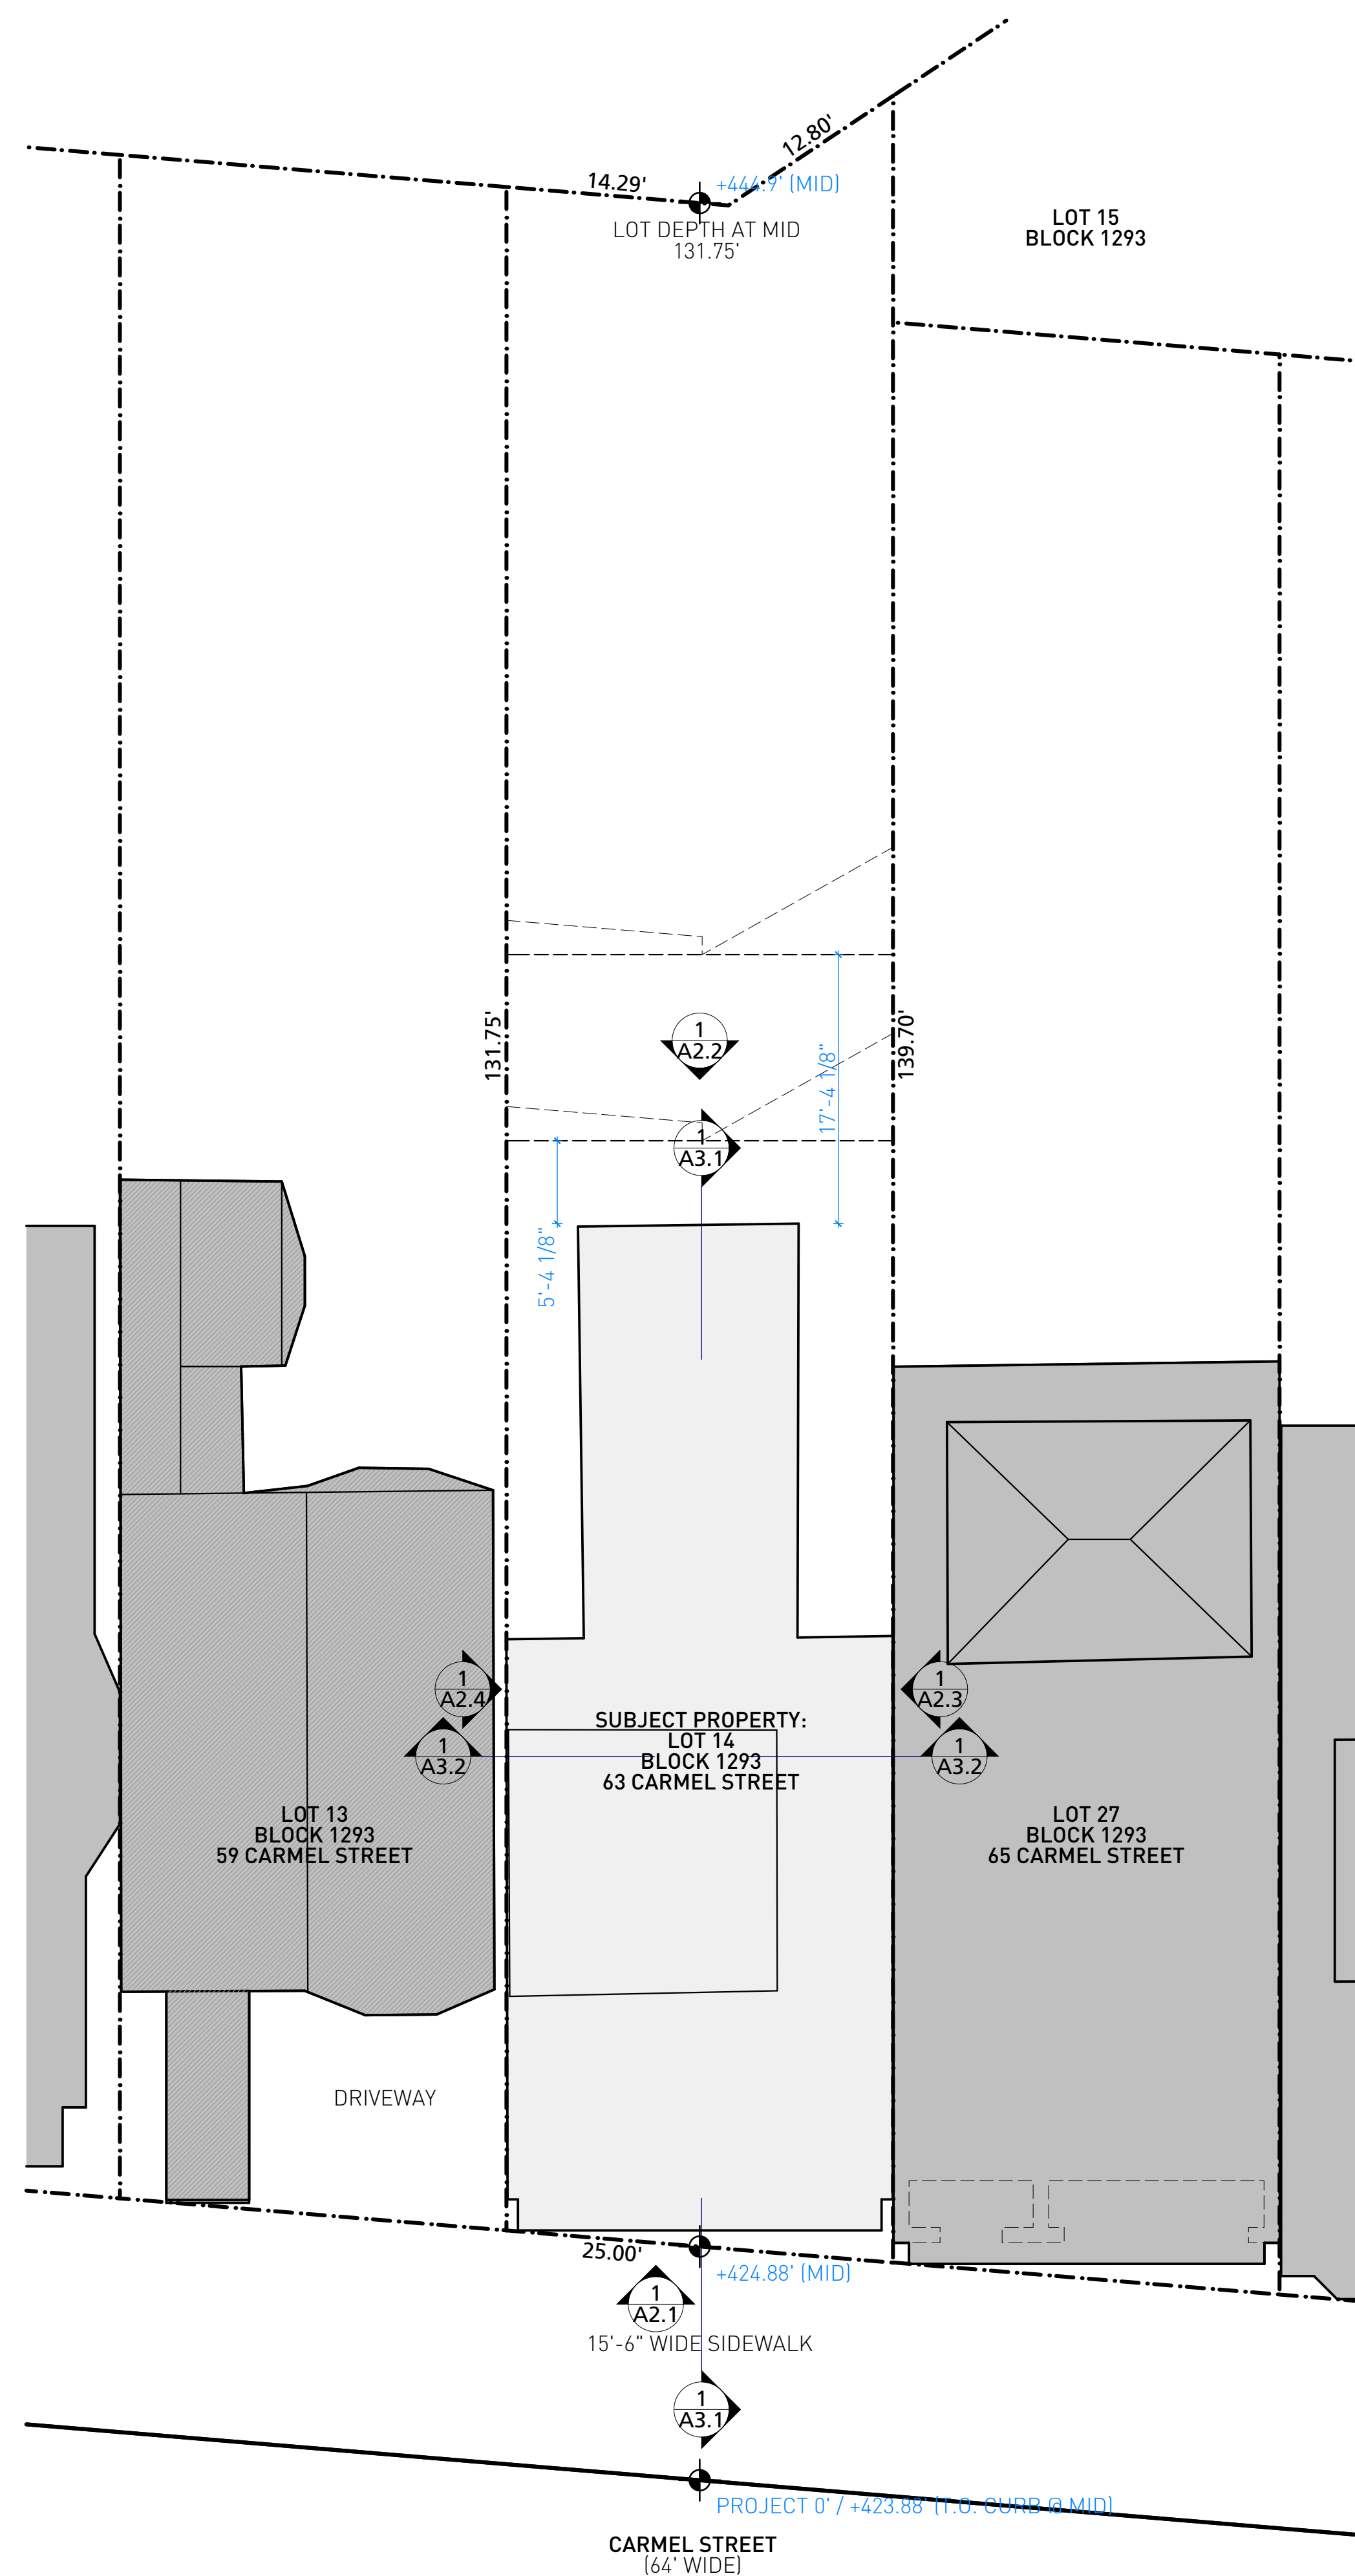 12.80'
14.29'
+444.9' (MID)
LOT DEPTH AT MID
131.75'
LOT 15
BLOCK 1293
131.75'
139.70'
1
A2.2
17'-4 1/8"
1
A3.1
5'-4 1/8"
1
A2.4
1
A2.3
SUBJECT PROPERTY:
LOT 14
BLOCK 1293
63 CARMEL STREET
1
A3.2
1
A3.2
LOT 13
BLOCK 1293
59 CARMEL STREET
LOT 27
BLOCK 1293
65 CARMEL STREET
DRIVEWAY
25.00'
+424.88' (MID)
1
A2.1
15'-6" WIDE SIDEWALK
1
A3.1
PROJECT 0' / +423.88' (T.O. CURB @ MID)
CARMEL STREET
(64' WIDE)